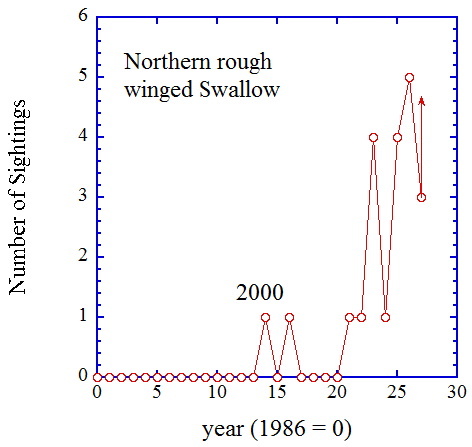 Northern rough
winged Swallow
Number of Sightings
6
5
4
3
2
1
0
2000
0 5 10 15 20 25 30
year (1986 = 0)